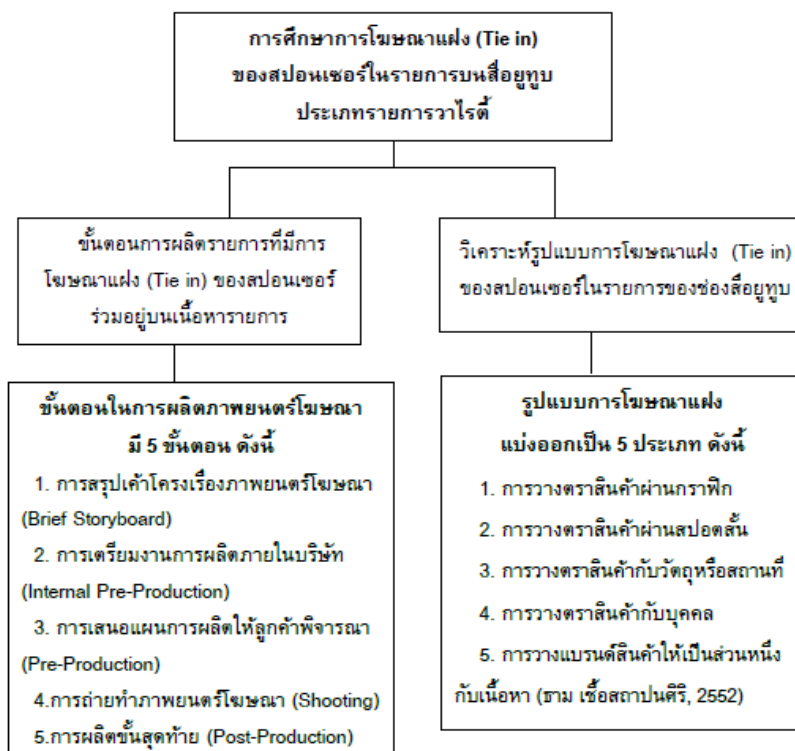 การศึกษาการโฆษณาแฝง (Tie in)
ของสปอนเซอร์ในรายการบนสื่อยูทูบ
ประเภทรายการวาไรตี้
ขั้นตอนการผลิตรายการที่มีการ
โฆษณาแฝง (Tie in) ของสปอนเซอร์
ร่วมอยู่บนเนื้อหารายการ
วิเคราะห์รูปแบบการโฆษณาแฝง (Tie in)
ของสปอนเซอร์ในรายการของช่องสื่อยูทูบ
ขั้นตอนในการผลิตภาพยนตร์โฆษณา
มี 5 ขั้นตอน ดังนี้
1. การสรุปเค้าโครงเรื่องภาพยนตร์โฆษณา
(Brief Storyboard)
2. การเตรียมงานการผลิตภายในบริษัท
(Internal Pre-Production)
3. การเสนอแผนการผลิตให้ลูกค้าพิจารณา
(Pre-Production)
4.การถ่ายทำภาพยนตร์โฆษณา (Shooting)
5.การผลิตขั้นสุดท้าย (Post-Production)
รูปแบบการโฆษณาแฝง
แบ่งออกเป็น 5 ประเภท ดังนี้
1. การวางตราสินค้าผ่านกราฟิก
2. การวางตราสินค้าผ่านสปอตสั้น
3. การวางตราสินค้ากับวัตถุหรือสถานที่
4. การวางตราสินค้ากับบุคคล
5. การวางแบรนด์สินค้าให้เป็นส่วนหนึ่ง
กับเนื้อหา (ธาม เชื้อสถาปนศิริ, 2552)